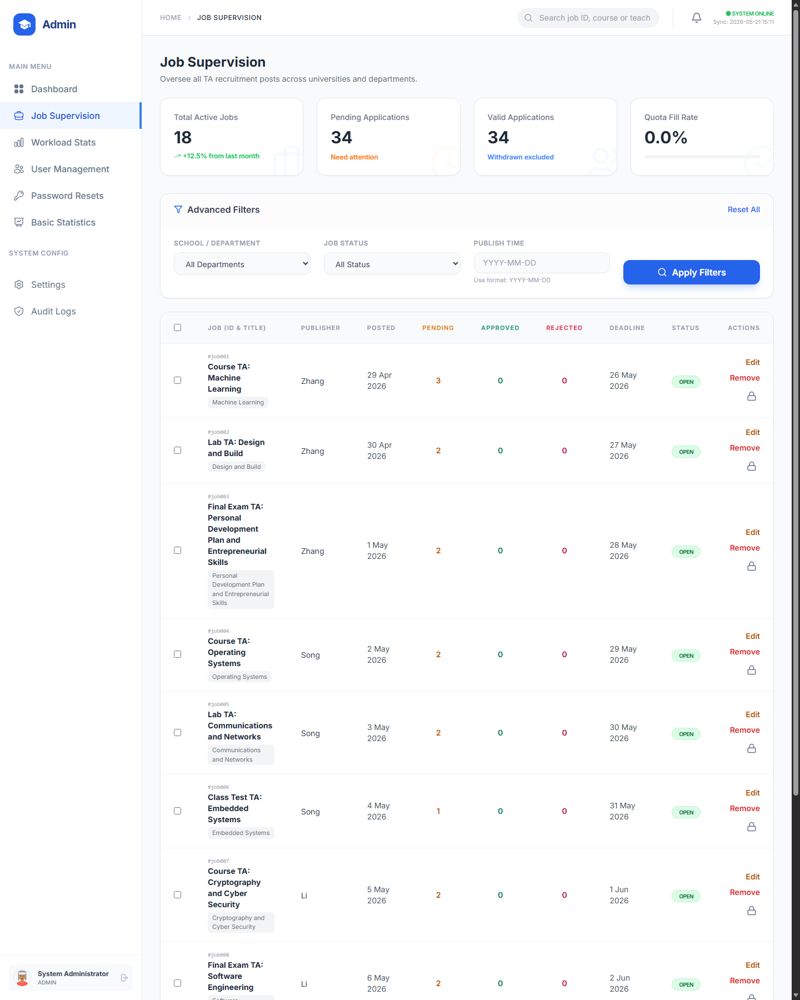 Admin
HOME > JOB SUPERVISION
Search job ID, course or teach
SYSTEM ONLINE
Sync: 2026-05-21 15:11
MAIN MENU
Dashboard
Job Supervision
Workload Stats
User Management
Password Resets
Basic Statistics
SYSTEM CONFIG
Settings
Audit Logs
System Administrator
ADMIN
Job Supervision
Oversee all TA recruitment posts across universities and departments.
Total Active Jobs
18
+12.5% from last month
Pending Applications
34
Need attention
Valid Applications
34
Withdrawn excluded
Quota Fill Rate
0.0%
Advanced Filters
Reset All
SCHOOL / DEPARTMENT
All Departments
JOB STATUS
All Status
PUBLISH TIME
YYYY-MM-DD
Use format: YYYY-MM-DD
Apply Filters
JOB (ID & TITLE) PUBLISHER POSTED PENDING APPROVED REJECTED DEADLINE STATUS ACTIONS
#job001
Course TA:
Machine
Learning
Machine Learning
Zhang
29 Apr
2026
3
0
0
26 May
2026
OPEN
Edit
Remove
#job002
Lab TA: Design
and Build
Design and Build
Zhang
30 Apr
2026
2
0
0
27 May
2026
OPEN
Edit
Remove
#job003
Final Exam TA:
Personal
Development
Plan and
Entrepreneurial
Skills
Personal
Development Plan
and Entrepreneurial
Skills
Zhang
1 May
2026
2
0
0
28 May
2026
OPEN
Edit
Remove
#job004
Course TA:
Operating
Systems
Operating Systems
Song
2 May
2026
2
0
0
29 May
2026
OPEN
Edit
Remove
#job005
Lab TA:
Communications
and Networks
Communications
and Networks
Song
3 May
2026
2
0
0
30 May
2026
OPEN
Edit
Remove
#job006
Class Test TA:
Embedded
Systems
Embedded Systems
Song
4 May
2026
1
0
0
31 May
2026
OPEN
Edit
Remove
#job007
Course TA:
Cryptography
and Cyber
Security
Cryptography and
Cyber Security
Li
5 May
2026
2
0
0
1 Jun
2026
OPEN
Edit
Remove
#job008
Final Exam TA:
Software
Engineering
Software
Li
6 May
2026
2
0
0
2 Jun
2026
OPEN
Edit
Remove